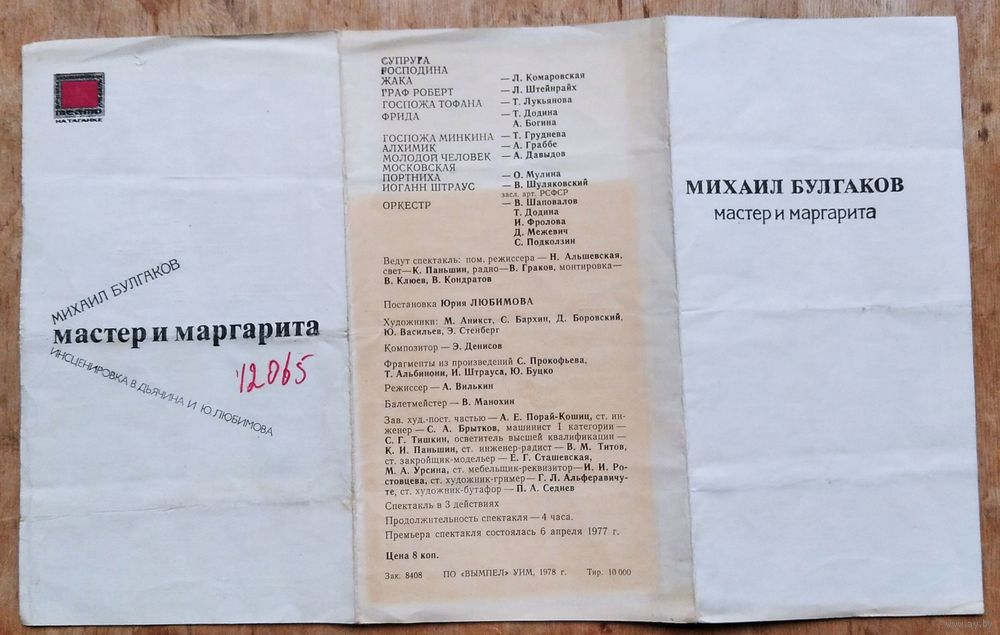 театр
НА ТАГАНКЕ
МИХАИЛ БУЛГАКОВ
мастер и маргарита
ИНСЦЕНИРОВКА В. ДЬЯЧИНА И Ю. ЛЮБИМОВА
12065
СУПРУГА
ГОСПОДИНА
ЖАКА — Л. Комаровская
ГРАФ РОБЕРТ — Л. Штейнрайх
ГОСПОЖА ТОФАНА — Т. Лукьянова
ФРИДА — Т. Додина
А. Богина
ГОСПОЖА МИНКИНА — Т. Груднева
АЛХИМИК — А. Граббе
МОЛОДОЙ ЧЕЛОВЕК — А. Давыдов
МОСКОВСКАЯ
ПОРТНИХА — О. Мулина
ИОГАНН ШТРАУС — В. Шуляковский
засл. арт. РСФСР
ОРКЕСТР — В. Шаповалов
Т. Додина
И. Фролова
Д. Межевич
С. Подколзин
Ведут спектакль: пом. режиссера — Н. Альшевская,
свет — К. Паньшин, радио — В. Граков, монтировка —
В. Клюев, В. Кондратов
Постановка Юрия ЛЮБИМОВА
Художники: М. Аникст, С. Бархин, Д. Боровский,
Ю. Васильев, Э. Стенберг
Композитор — Э. Денисов
Фрагменты из произведений С. Прокофьева,
Т. Альбинони, И. Штрауса, Ю. Буцко
Режиссер — А. Вилькин
Балетмейстер — В. Манохин
Зав. худ.-пост. частью — А. Е. Порай-Кошиц, ст. ин-
женер — С. А. Брытков, машинист I категории —
С. Г. Тишкин, осветитель высшей квалификации —
К. И. Паньшин, ст. инженер-радист — В. М. Титов,
ст. закройщик-модельер — Е. Г. Сташевская,
М. А. Урсина, ст. мебельщик-реквизитор — И. И. Ро-
стовцева, ст. художник-гример — Г. Л. Альферавичу-
те, ст. художник-бутафор — П. А. Седнев
Спектакль в 3 действиях
Продолжительность спектакля — 4 часа.
Премьера спектакля состоялась 6 апреля 1977 г.
Цена 8 коп.
Зак. 8408 ПО «ВЫМПЕЛ» УИМ, 1978 г. Тир. 10 000
МИХАИЛ БУЛГАКОВ
мастер и маргарита
www.ay.by